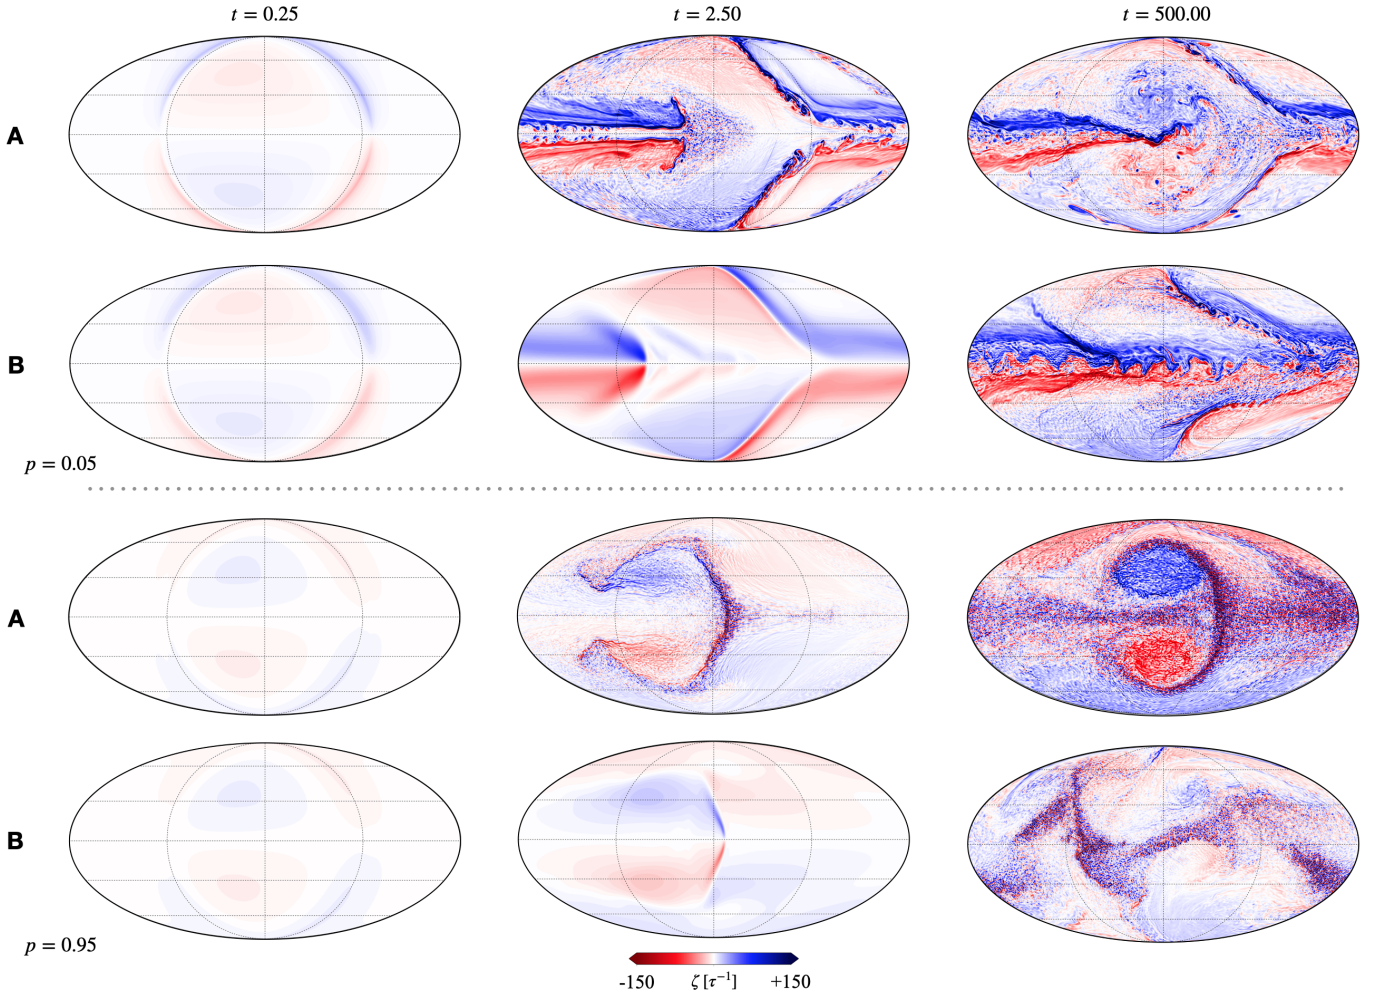 t = 0.25 t = 2.50 t = 500.00
A
B
p = 0.05
A
B
p = 0.95
-150 ζ [τ⁻¹] +150